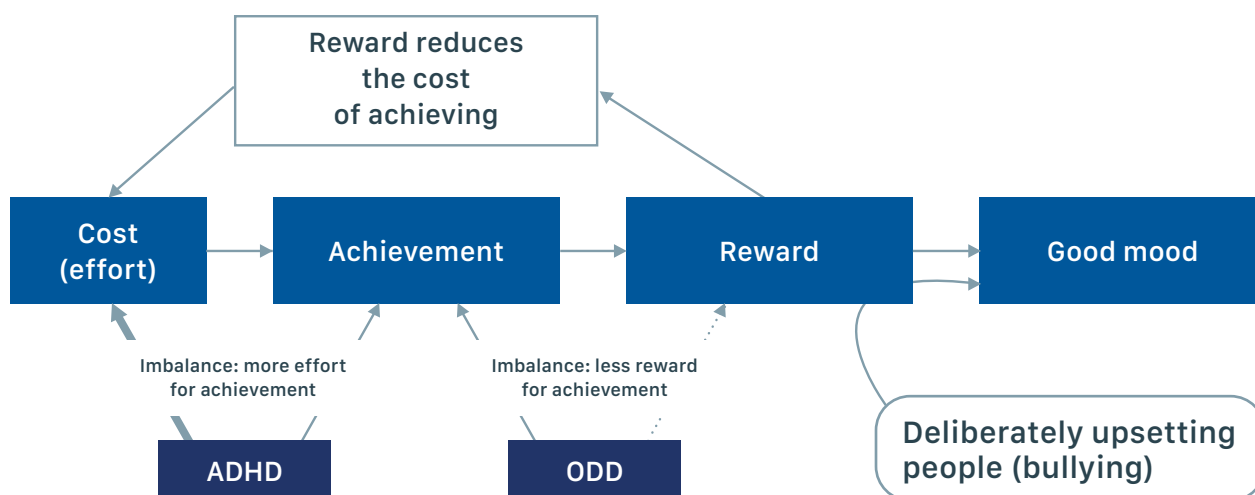 Reward reduces
the cost
of achieving
Cost
(effort)
Achievement
Reward
Good mood
Imbalance: more effort
for achievement
Imbalance: less reward
for achievement
ADHD
ODD
Deliberately upsetting
people (bullying)